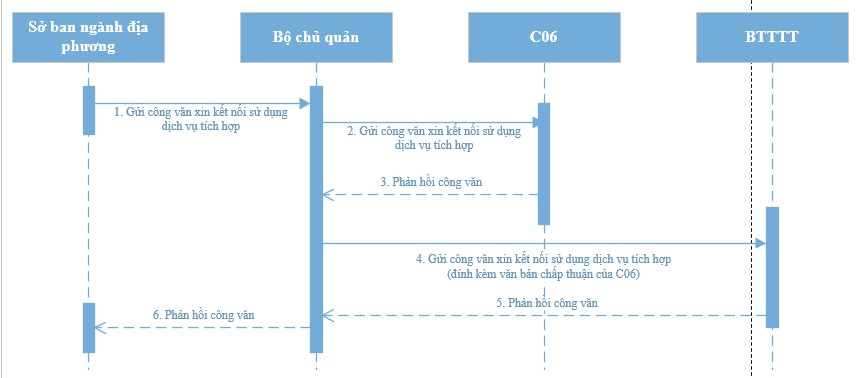 Sở ban ngành địa
phương
Bộ chủ quản
C06
BTTTT
1. Gửi công văn xin kết nối sử dụng
dịch vụ tích hợp
2. Gửi công văn xin kết nối sử dụng
dịch vụ tích hợp
3. Phản hồi công văn
4. Gửi công văn xin kết nối sử dụng dịch vụ tích hợp
(đính kèm văn bản chấp thuận của C06)
5. Phản hồi công văn
6. Phản hồi công văn